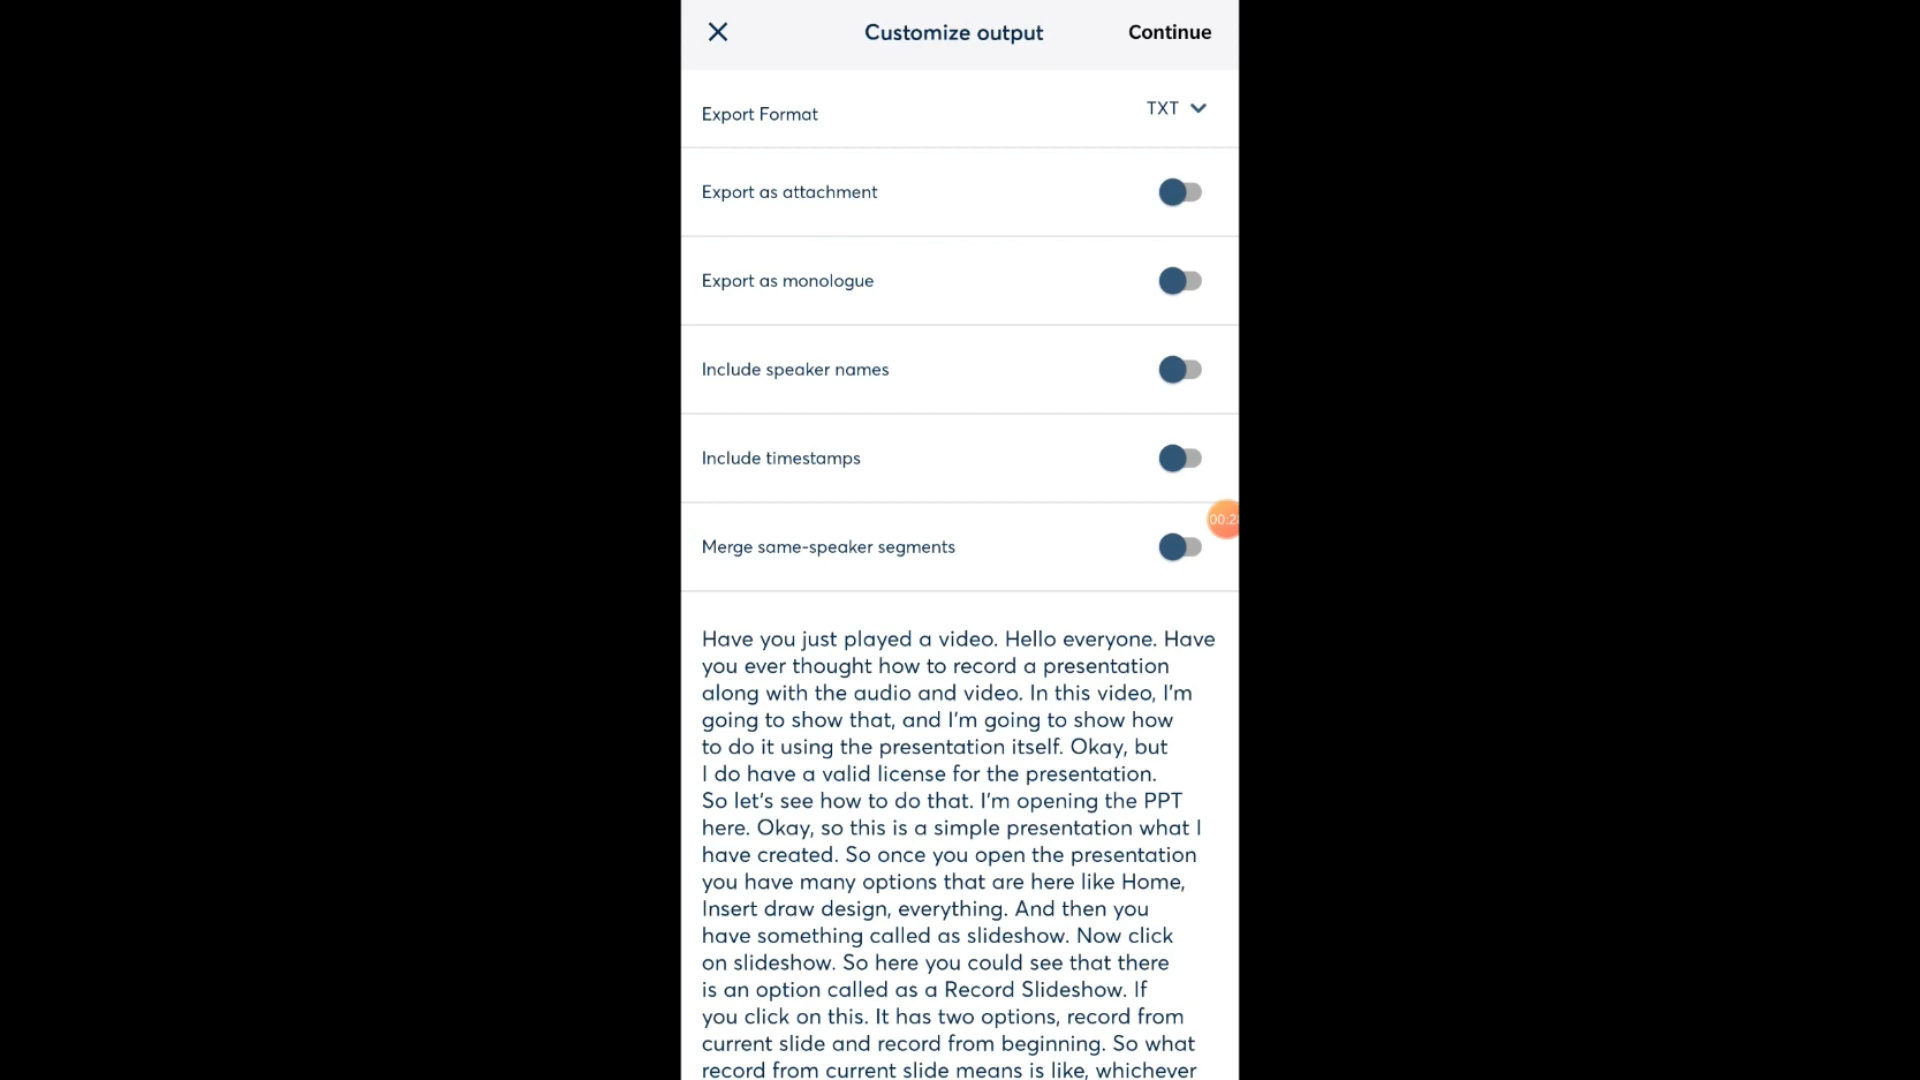 Customize output
Continue
Export Format
TXT
Export as attachment
Export as monologue
Include speaker names
Include timestamps
Merge same-speaker segments
Have you just played a video. Hello everyone. Have
you ever thought how to record a presentation
along with the audio and video. In this video, I'm
going to show that, and I'm going to show how
to do it using the presentation itself. Okay, but
I do have a valid license for the presentation.
So let's see how to do that. I'm opening the PPT
here. Okay, so this is a simple presentation what I
have created. So once you open the presentation
you have many options that are here like Home,
Insert draw design, everything. And then you
have something called as slideshow. Now click
on slideshow. So here you could see that there
is an option called as a Record Slideshow. If
you click on this. It has two options, record from
current slide and record from beginning. So what
record from current slide means is like, whichever